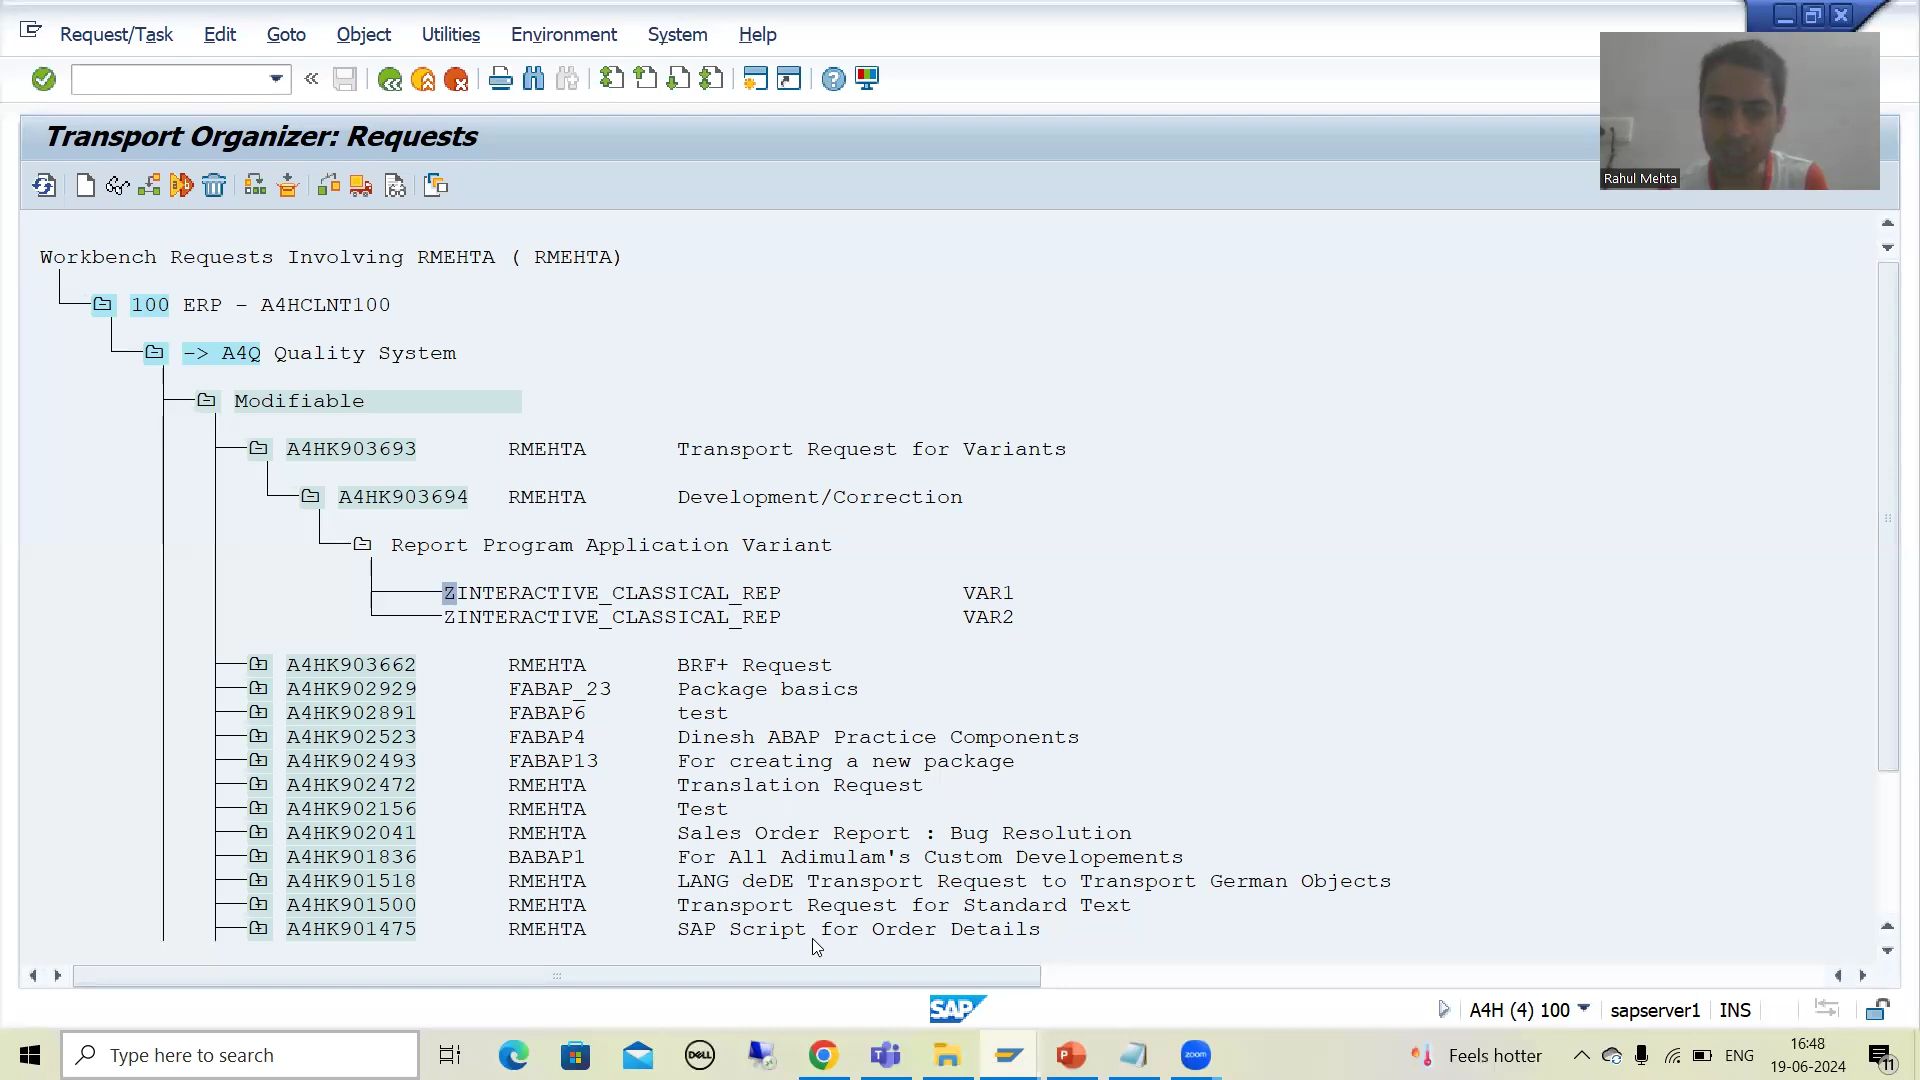 Request/Task Edit Goto Object Utilities Environment System Help
Rahul Mehta
Transport Organizer: Requests
Workbench Requests Involving RMEHTA ( RMEHTA)
100 ERP - A4HCLNT100
-> A4Q Quality System
Modifiable
A4HK903693 RMEHTA Transport Request for Variants
A4HK903694 RMEHTA Development/Correction
Report Program Application Variant
ZINTERACTIVE_CLASSICAL_REP VAR1
ZINTERACTIVE_CLASSICAL_REP VAR2
A4HK903662 RMEHTA BRF+ Request
A4HK902929 FABAP_23 Package basics
A4HK902891 FABAP6 test
A4HK902523 FABAP4 Dinesh ABAP Practice Components
A4HK902493 FABAP13 For creating a new package
A4HK902472 RMEHTA Translation Request
A4HK902156 RMEHTA Test
A4HK902041 RMEHTA Sales Order Report : Bug Resolution
A4HK901836 BABAP1 For All Adimulam's Custom Developements
A4HK901518 RMEHTA LANG deDE Transport Request to Transport German Objects
A4HK901500 RMEHTA Transport Request for Standard Text
A4HK901475 RMEHTA SAP Script for Order Details
SAP
A4H (4) 100 sapserver1 INS
Type here to search
DELL
zoom
Feels hotter
ENG
16:48
19-06-2024
11